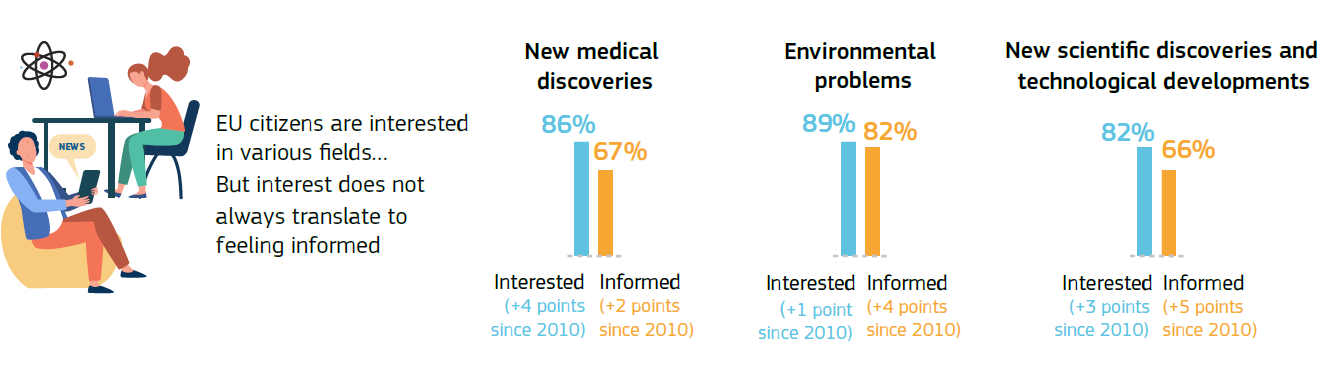 NEWS
EU citizens are interested
in various fields...
But interest does not
always translate to
feeling informed
New medical
discoveries
86%
67%
Interested
(+4 points
since 2010)
Informed
(+2 points
since 2010)
Environmental
problems
89%
82%
Interested
(+1 point
since 2010)
Informed
(+4 points
since 2010)
New scientific discoveries and
technological developments
82%
66%
Interested
(+3 points
since 2010)
Informed
(+5 points
since 2010)